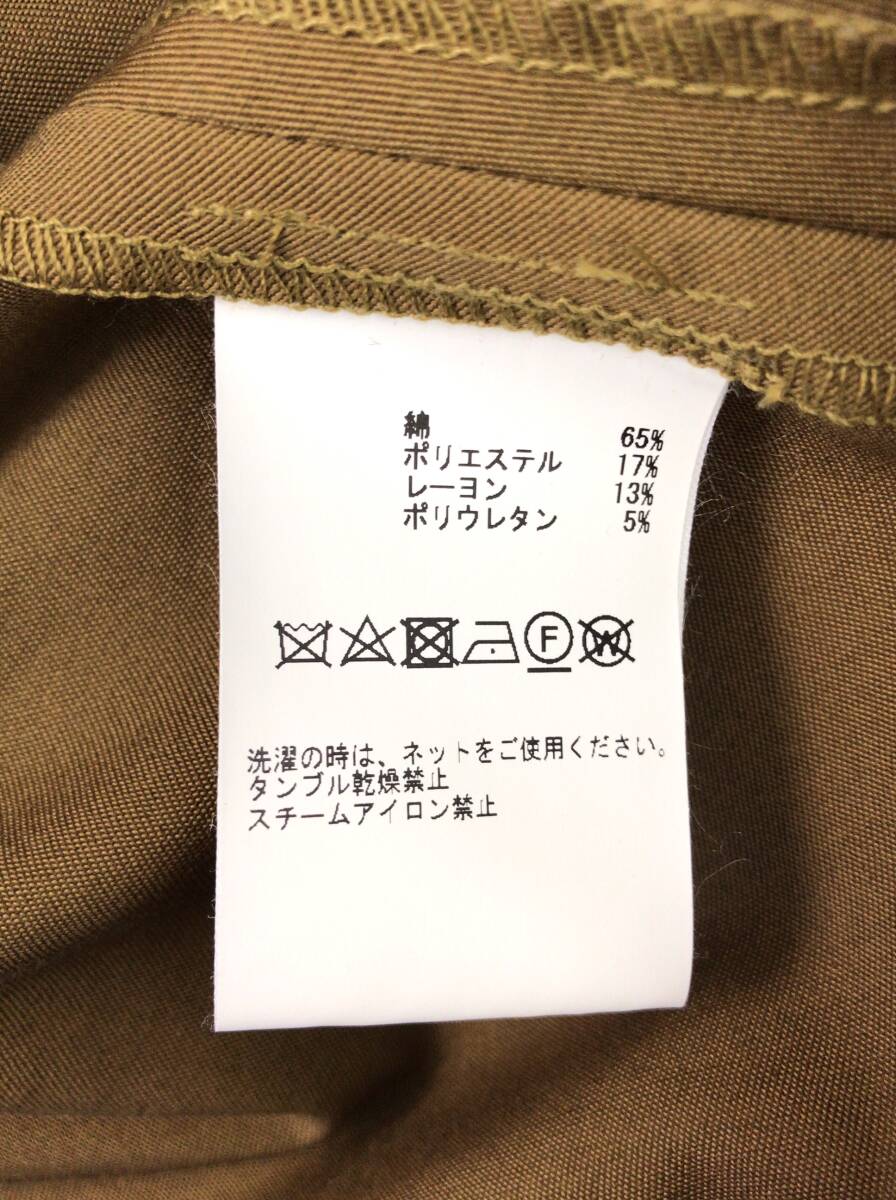 綿 65%
ポリエステル 17%
レーヨン 13%
ポリウレタン 5%
F W
洗濯の時は、ネットをご使用ください。
タンブル乾燥禁止
スチームアイロン禁止